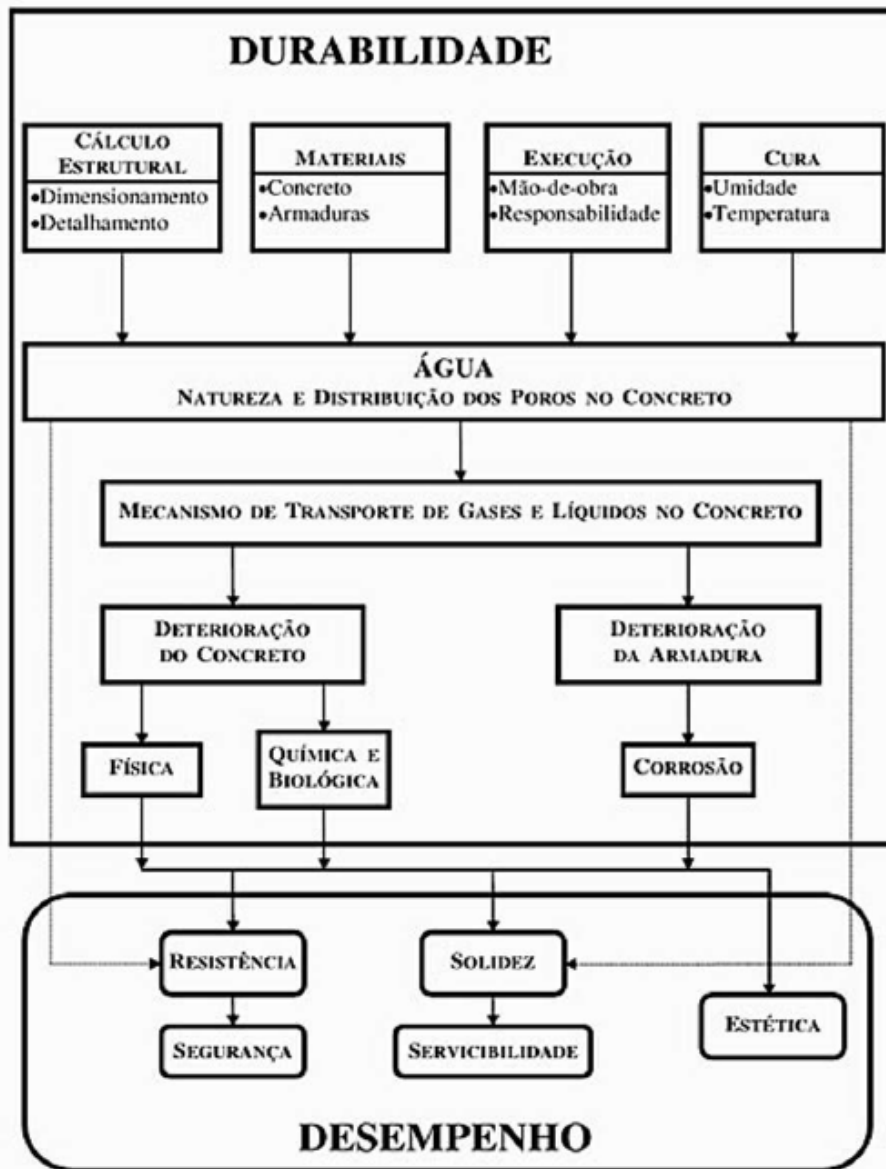 DURABILIDADE
CÁLCULO
ESTRUTURAL
•Dimensionamento
•Detalhamento
MATERIAIS
•Concreto
•Armaduras
EXECUÇÃO
•Mão-de-obra
•Responsabilidade
CURA
•Umidade
•Temperatura
ÁGUA
NATUREZA E DISTRIBUIÇÃO DOS POROS NO CONCRETO
MECANISMO DE TRANSPORTE DE GASES E LÍQUIDOS NO CONCRETO
DETERIORAÇÃO
DO CONCRETO
DETERIORAÇÃO
DA ARMADURA
FÍSICA
QUÍMICA E
BIOLÓGICA
CORROSÃO
RESISTÊNCIA
SOLIDEZ
ESTÉTICA
SEGURANÇA
SERVICIBILIDADE
DESEMPENHO